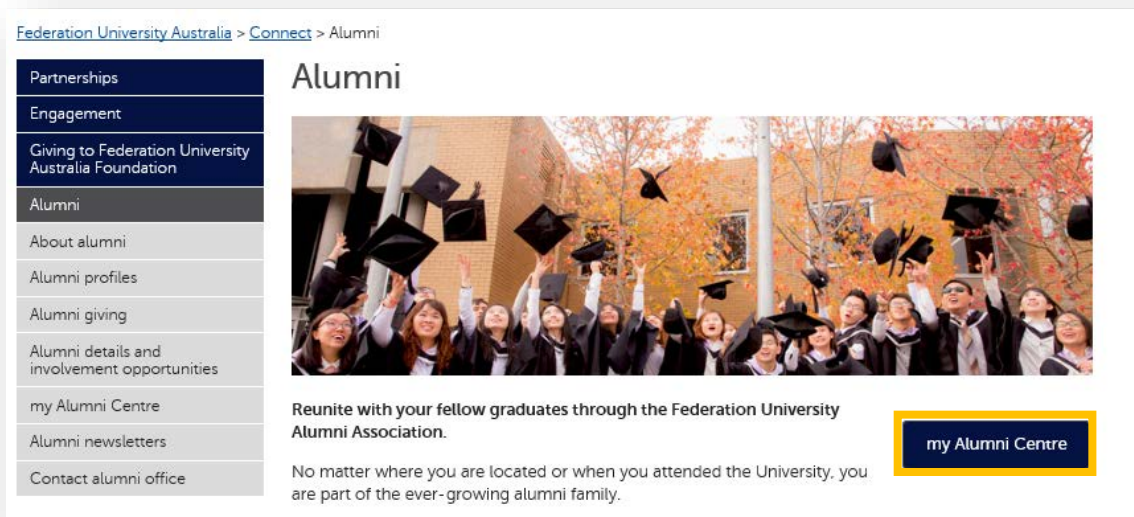 Federation University Australia > Connect > Alumni
Partnerships
Engagement
Giving to Federation University
Australia Foundation
Alumni
About alumni
Alumni profiles
Alumni giving
Alumni details and
involvement opportunities
my Alumni Centre
Alumni newsletters
Contact alumni office
Alumni
Reunite with your fellow graduates through the Federation University
Alumni Association.
No matter where you are located or when you attended the University, you
are part of the ever-growing alumni family.
my Alumni Centre